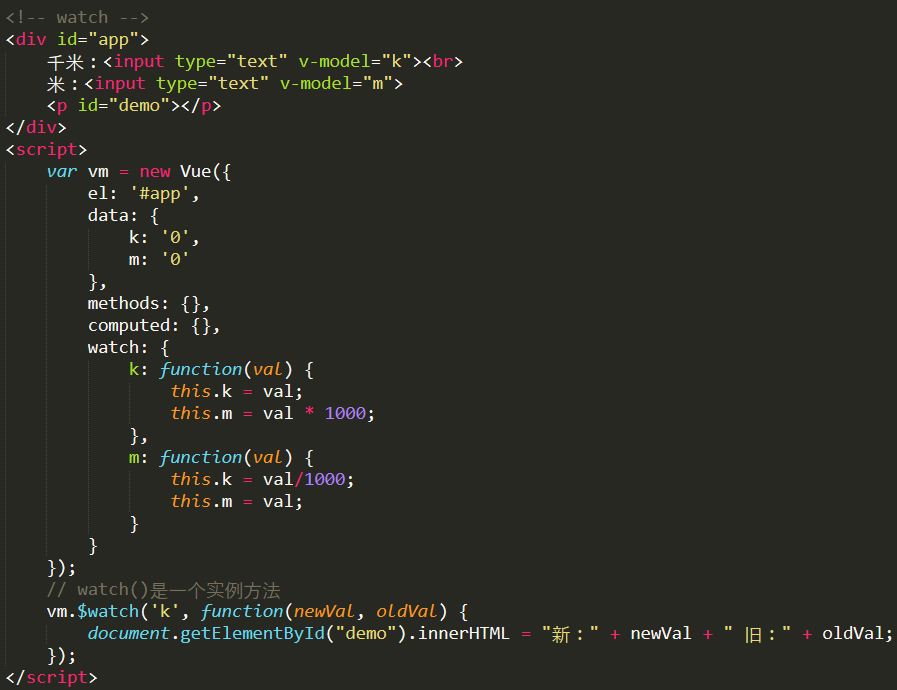 <!-- watch -->
<div id="app">
    千米：<input type="text" v-model="k"><br>
    米：<input type="text" v-model="m">
    <p id="demo"></p>
</div>
<script>
    var vm = new Vue({
        el: '#app',
        data: {
            k: '0',
            m: '0'
        },
        methods: {},
        computed: {},
        watch: {
            k: function(val) {
                this.k = val;
                this.m = val * 1000;
            },
            m: function(val) {
                this.k = val/1000;
                this.m = val;
            }
        }
    });
    // watch()是一个实例方法
    vm.$watch('k', function(newVal, oldVal) {
        document.getElementById("demo").innerHTML = "新：" + newVal + " 旧：" + oldVal;
    });
</script>